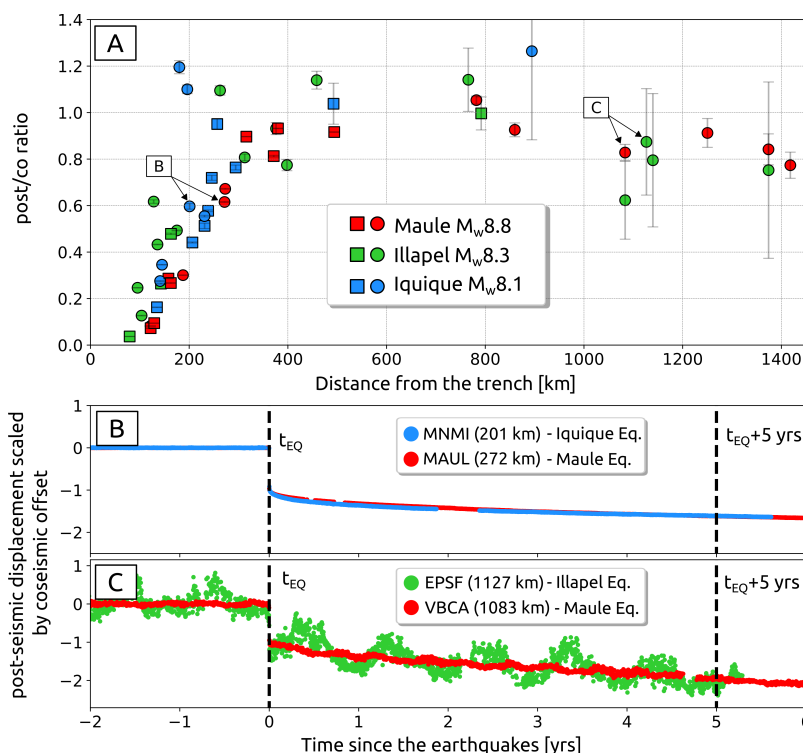 A
post/co ratio
1.4
1.2
1.0
0.8
0.6
0.4
0.2
0.0
B
C
Maule Mw8.8
Illapel Mw8.3
Iquique Mw8.1
0 200 400 600 800 1000 1200 1400
Distance from the trench [km]
post-seismic displacement scaled
by coseismic offset
B
1
0
−1
−2
tEQ
MNMI (201 km) - Iquique Eq.
MAUL (272 km) - Maule Eq.
tEQ+5 yrs
C
1
0
−1
−2
tEQ
EPSF (1127 km) - Illapel Eq.
VBCA (1083 km) - Maule Eq.
tEQ+5 yrs
−2 −1 0 1 2 3 4 5
Time since the earthquakes [yrs]